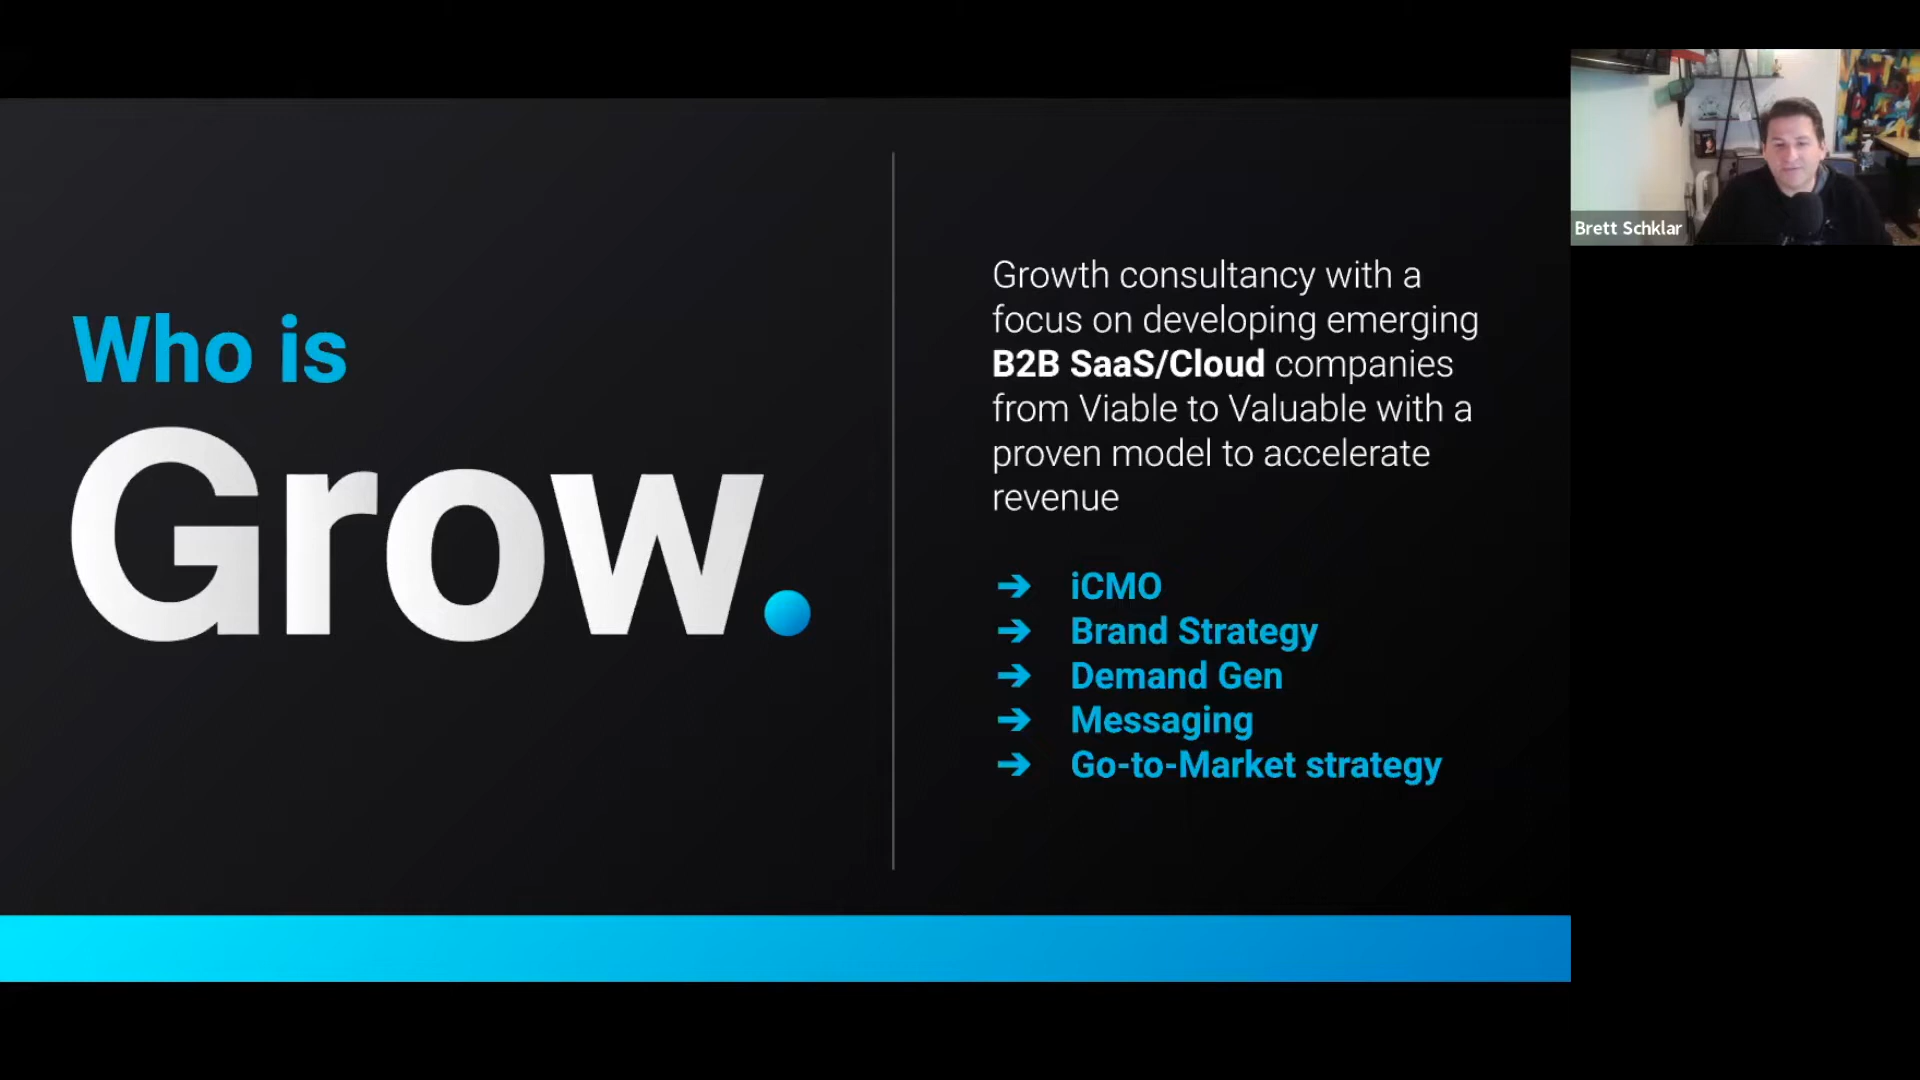 Who is
Grow.
Growth consultancy with a
focus on developing emerging
B2B SaaS/Cloud companies
from Viable to Valuable with a
proven model to accelerate
revenue
➔ iCMO
➔ Brand Strategy
➔ Demand Gen
➔ Messaging
➔ Go-to-Market strategy
Brett Schklar